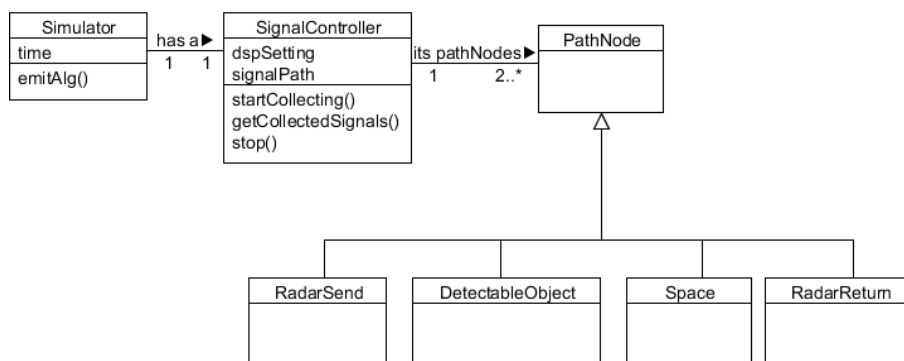 Simulator
time
emitAlg()
has a
1
1
SignalController
dspSetting
signalPath
startCollecting()
getCollectedSignals()
stop()
its pathNodes
1
2..*
PathNode
RadarSend
DetectableObject
Space
RadarReturn